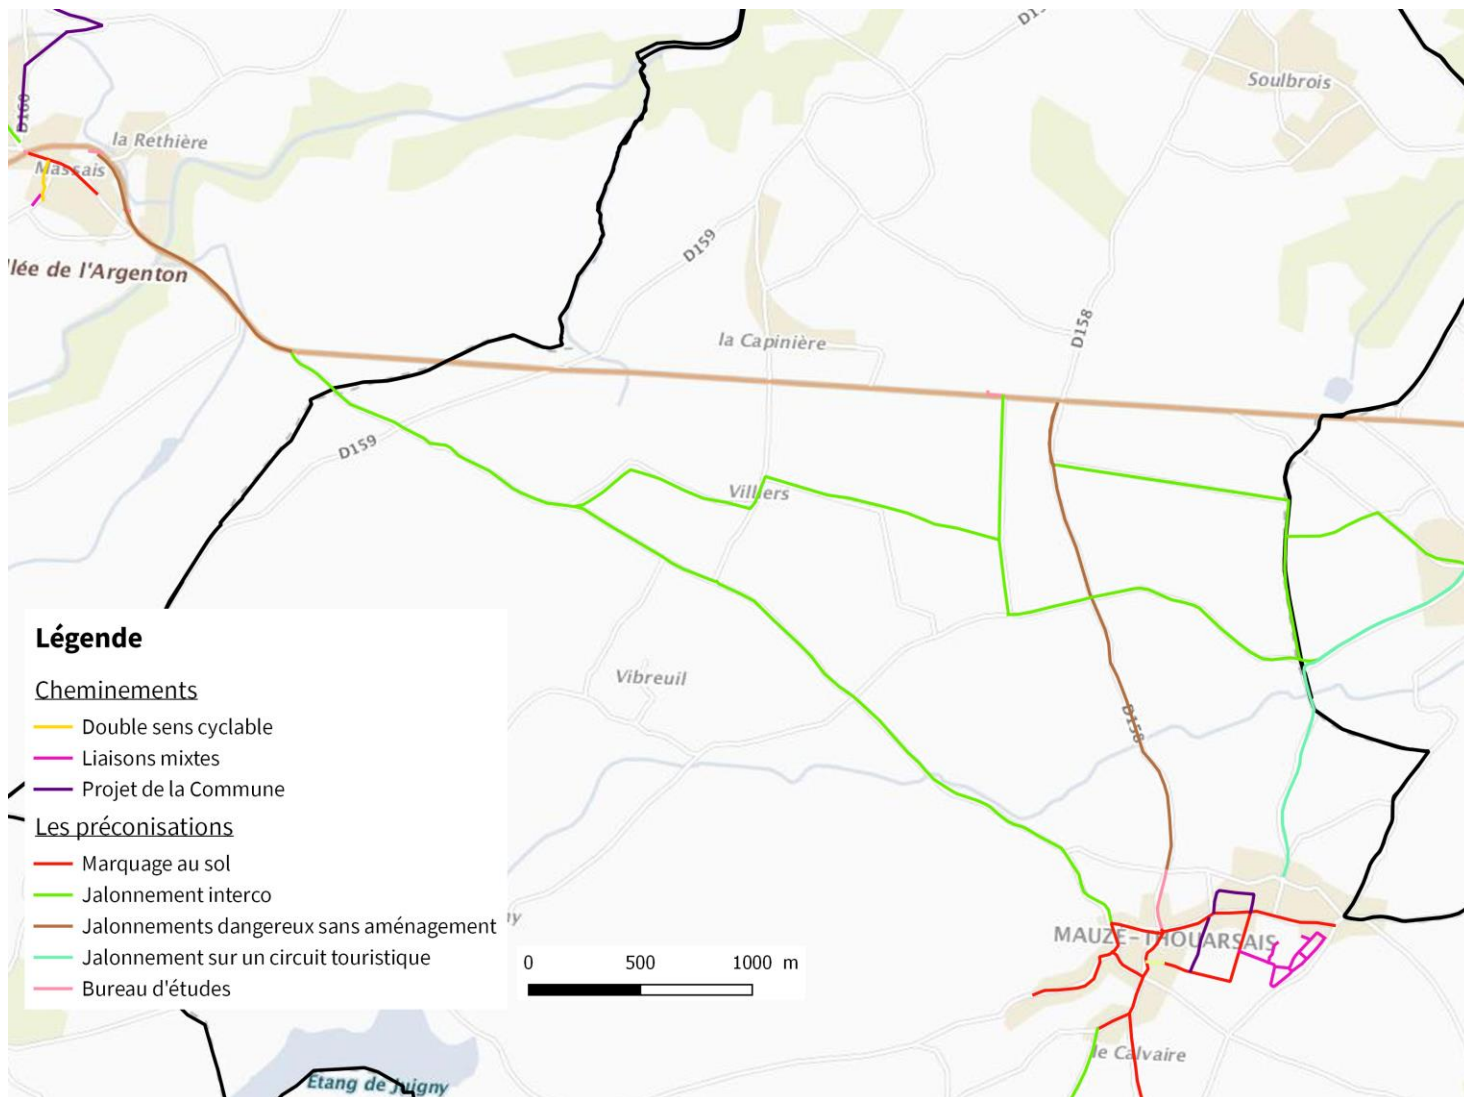 Soulbrois
D160
la Rethière
Massais
D159
llée de l'Argenton
D158
la Capinière
D159
Villiers
Vibreuil
D158
Légende
Cheminements
Double sens cyclable
Liaisons mixtes
Projet de la Commune
Les préconisations
Marquage au sol
Jalonnement interco
Jalonnements dangereux sans aménagement
Jalonnement sur un circuit touristique
Bureau d'études
MAUZE-THOUARSAIS
0 500 1000 m
le Calvaire
Etang de Juigny